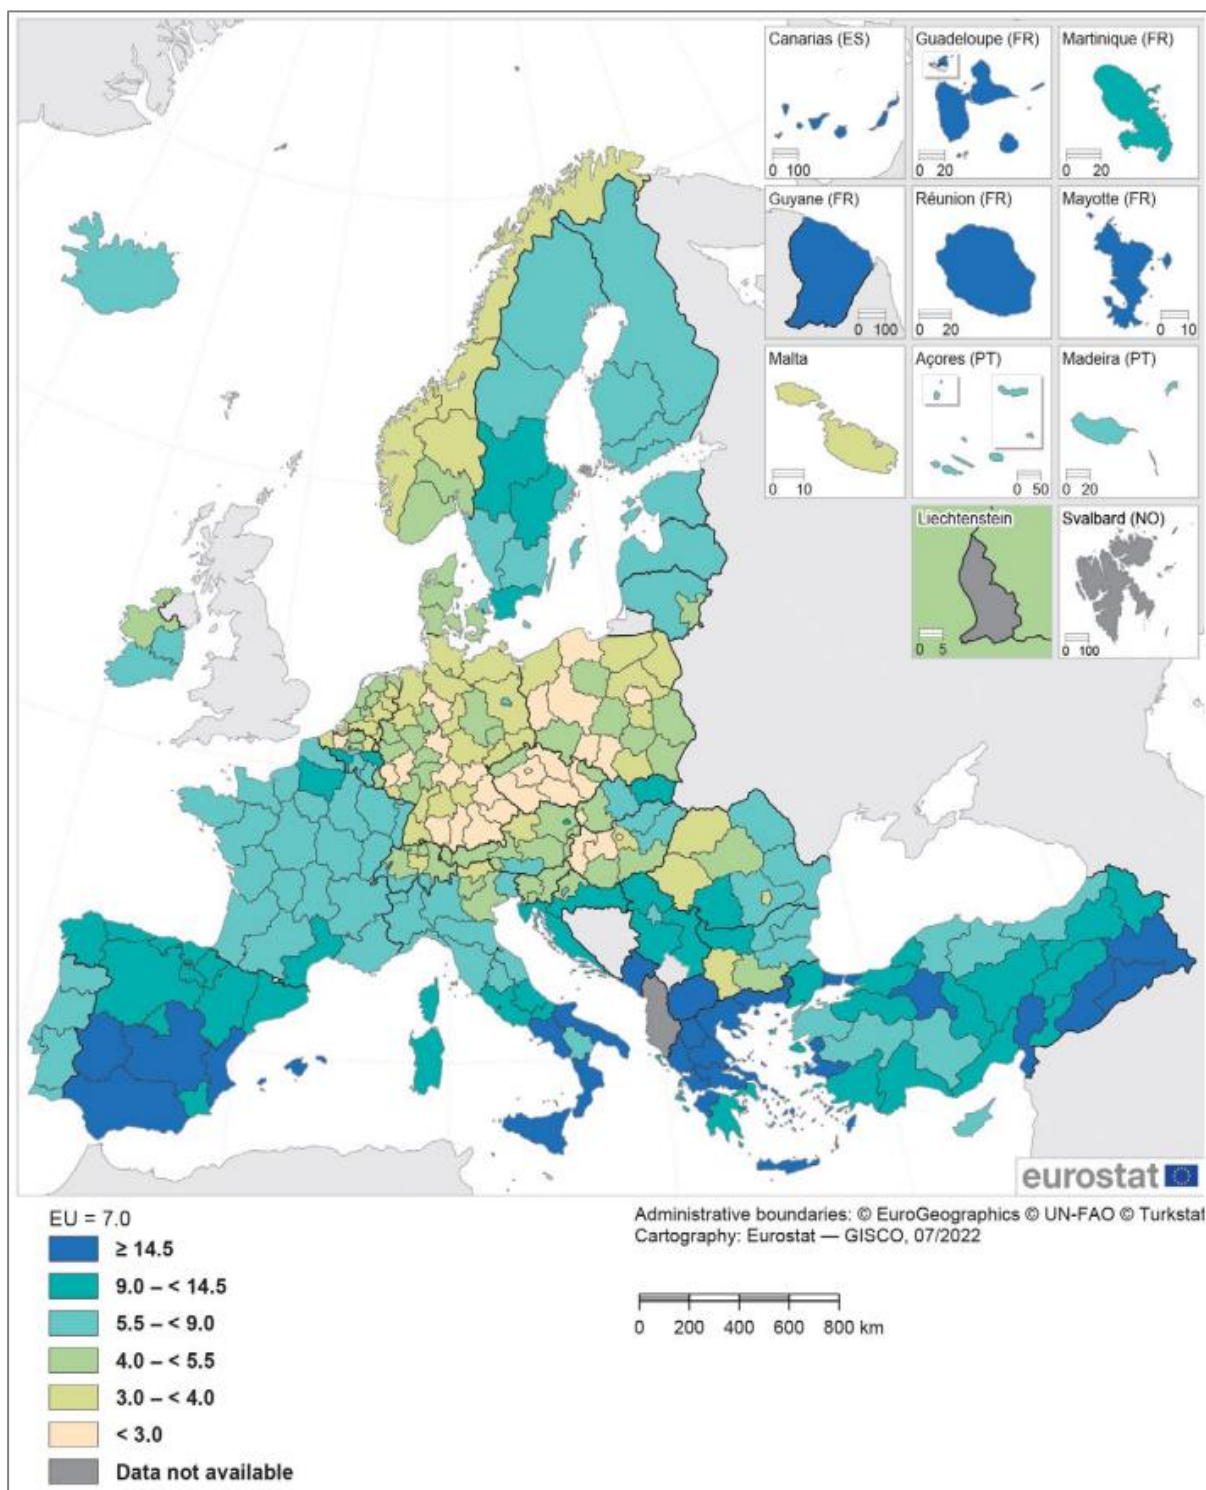 Canarias (ES)
0 100
Guadeloupe (FR)
0 20
Martinique (FR)
0 20
Guyane (FR)
0 100
Réunion (FR)
0 20
Mayotte (FR)
0 10
Malta
0 10
Açores (PT)
0 50
Madeira (PT)
0 20
Liechtenstein
0 5
Svalbard (NO)
0 100
eurostat
EU = 7.0
≥ 14.5
9.0 – < 14.5
5.5 – < 9.0
4.0 – < 5.5
3.0 – < 4.0
< 3.0
Data not available
Administrative boundaries: © EuroGeographics © UN-FAO © Turkstat
Cartography: Eurostat — GISCO, 07/2022
0 200 400 600 800 km